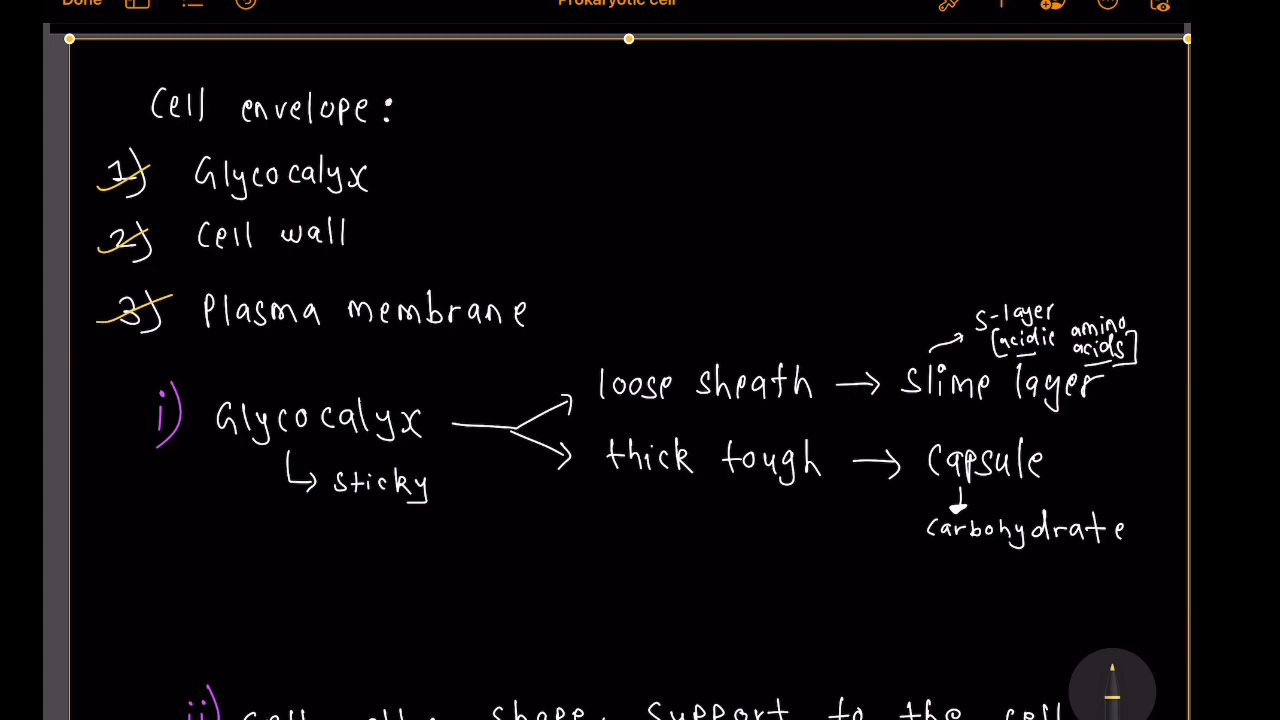 Done Prokaryotic cell
Cell envelope:
1) Glycocalyx
2) Cell wall
3) Plasma membrane
S-layer
[acidic amino acids]
loose sheath → slime layer
i) Glycocalyx
thick tough → capsule
↳ sticky
carbohydrate
ii) Cell wall: shape, support to the cell